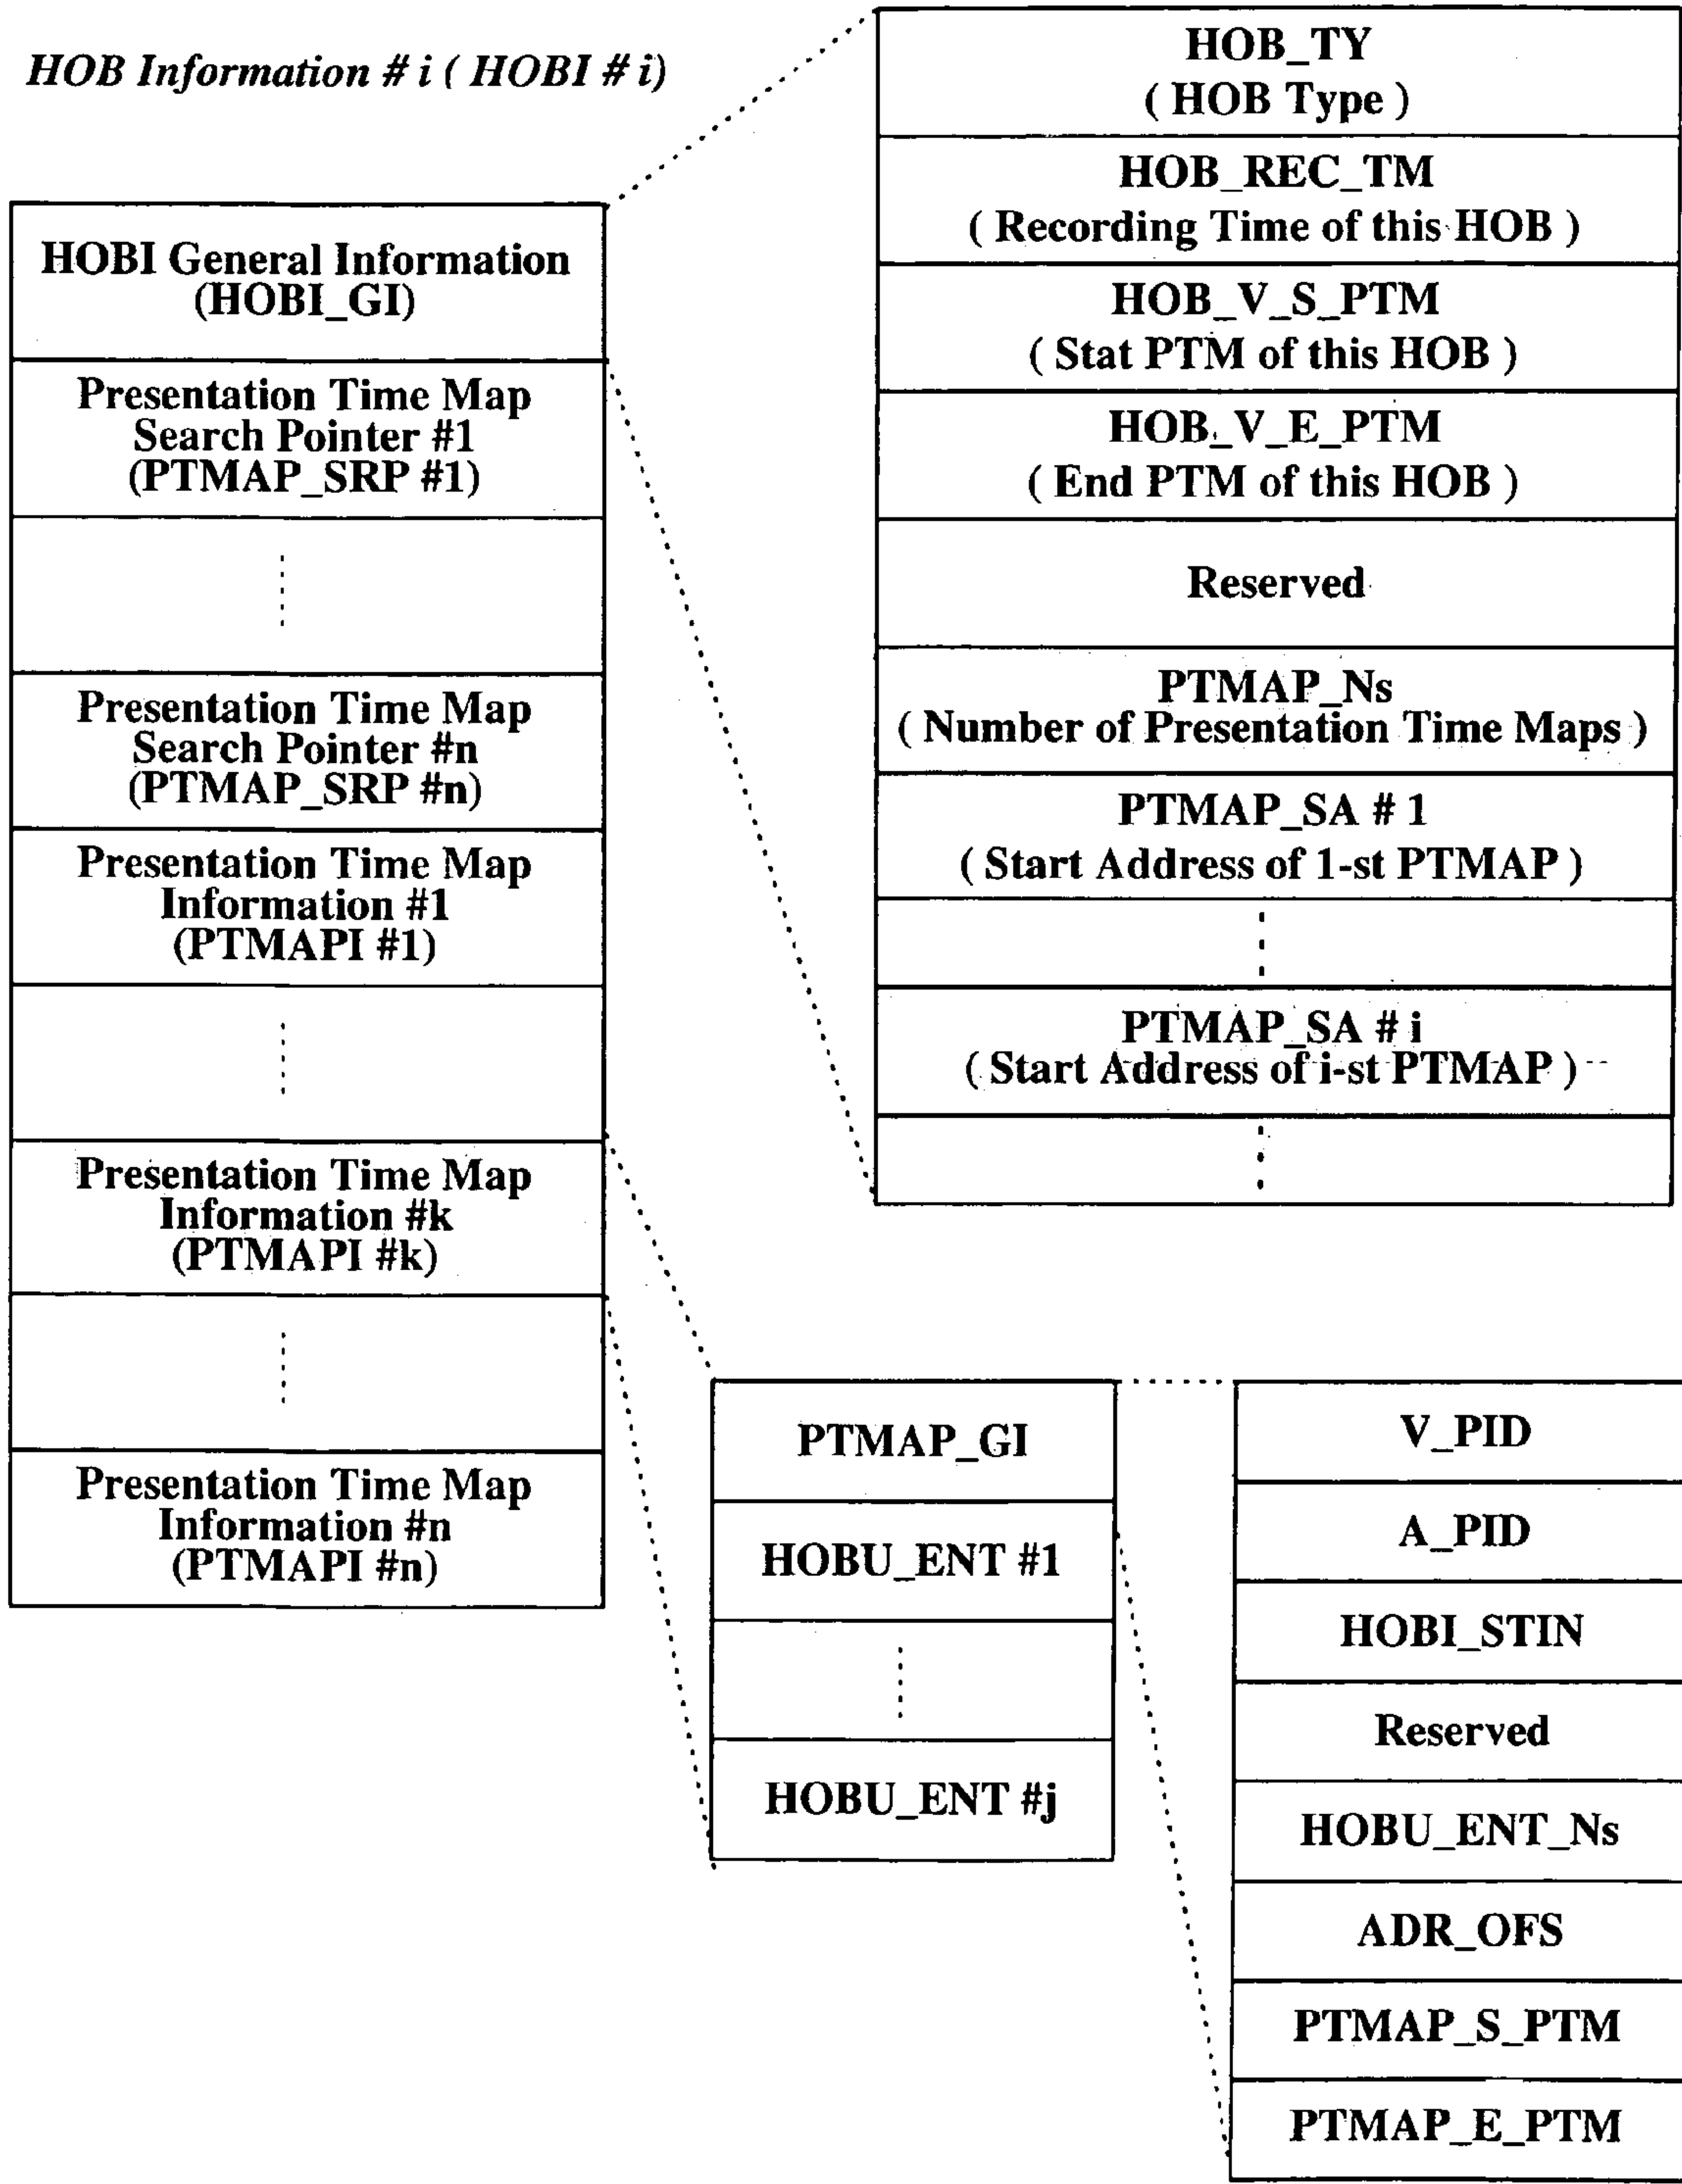 HOB Information # i ( HOBI # i)
HOBI General Information
(HOBI_GI)
Presentation Time Map
Search Pointer #1
(PTMAP_SRP #1)
Presentation Time Map
Search Pointer #n
(PTMAP_SRP #n)
Presentation Time Map
Information #1
(PTMAPI #1)
Presentation Time Map
Information #k
(PTMAPI #k)
Presentation Time Map
Information #n
(PTMAPI #n)
HOB_TY
( HOB Type )
HOB_REC_TM
( Recording Time of this HOB )
HOB_V_S_PTM
( Stat PTM of this HOB )
HOB_V_E_PTM
( End PTM of this HOB )
Reserved
PTMAP_Ns
( Number of Presentation Time Maps )
PTMAP_SA # 1
( Start Address of 1-st PTMAP )
PTMAP_SA # i
( Start Address of i-st PTMAP )
PTMAP_GI
HOBU_ENT #1
HOBU_ENT #j
V_PID
A_PID
HOBI_STIN
Reserved
HOBU_ENT_Ns
ADR_OFS
PTMAP_S_PTM
PTMAP_E_PTM